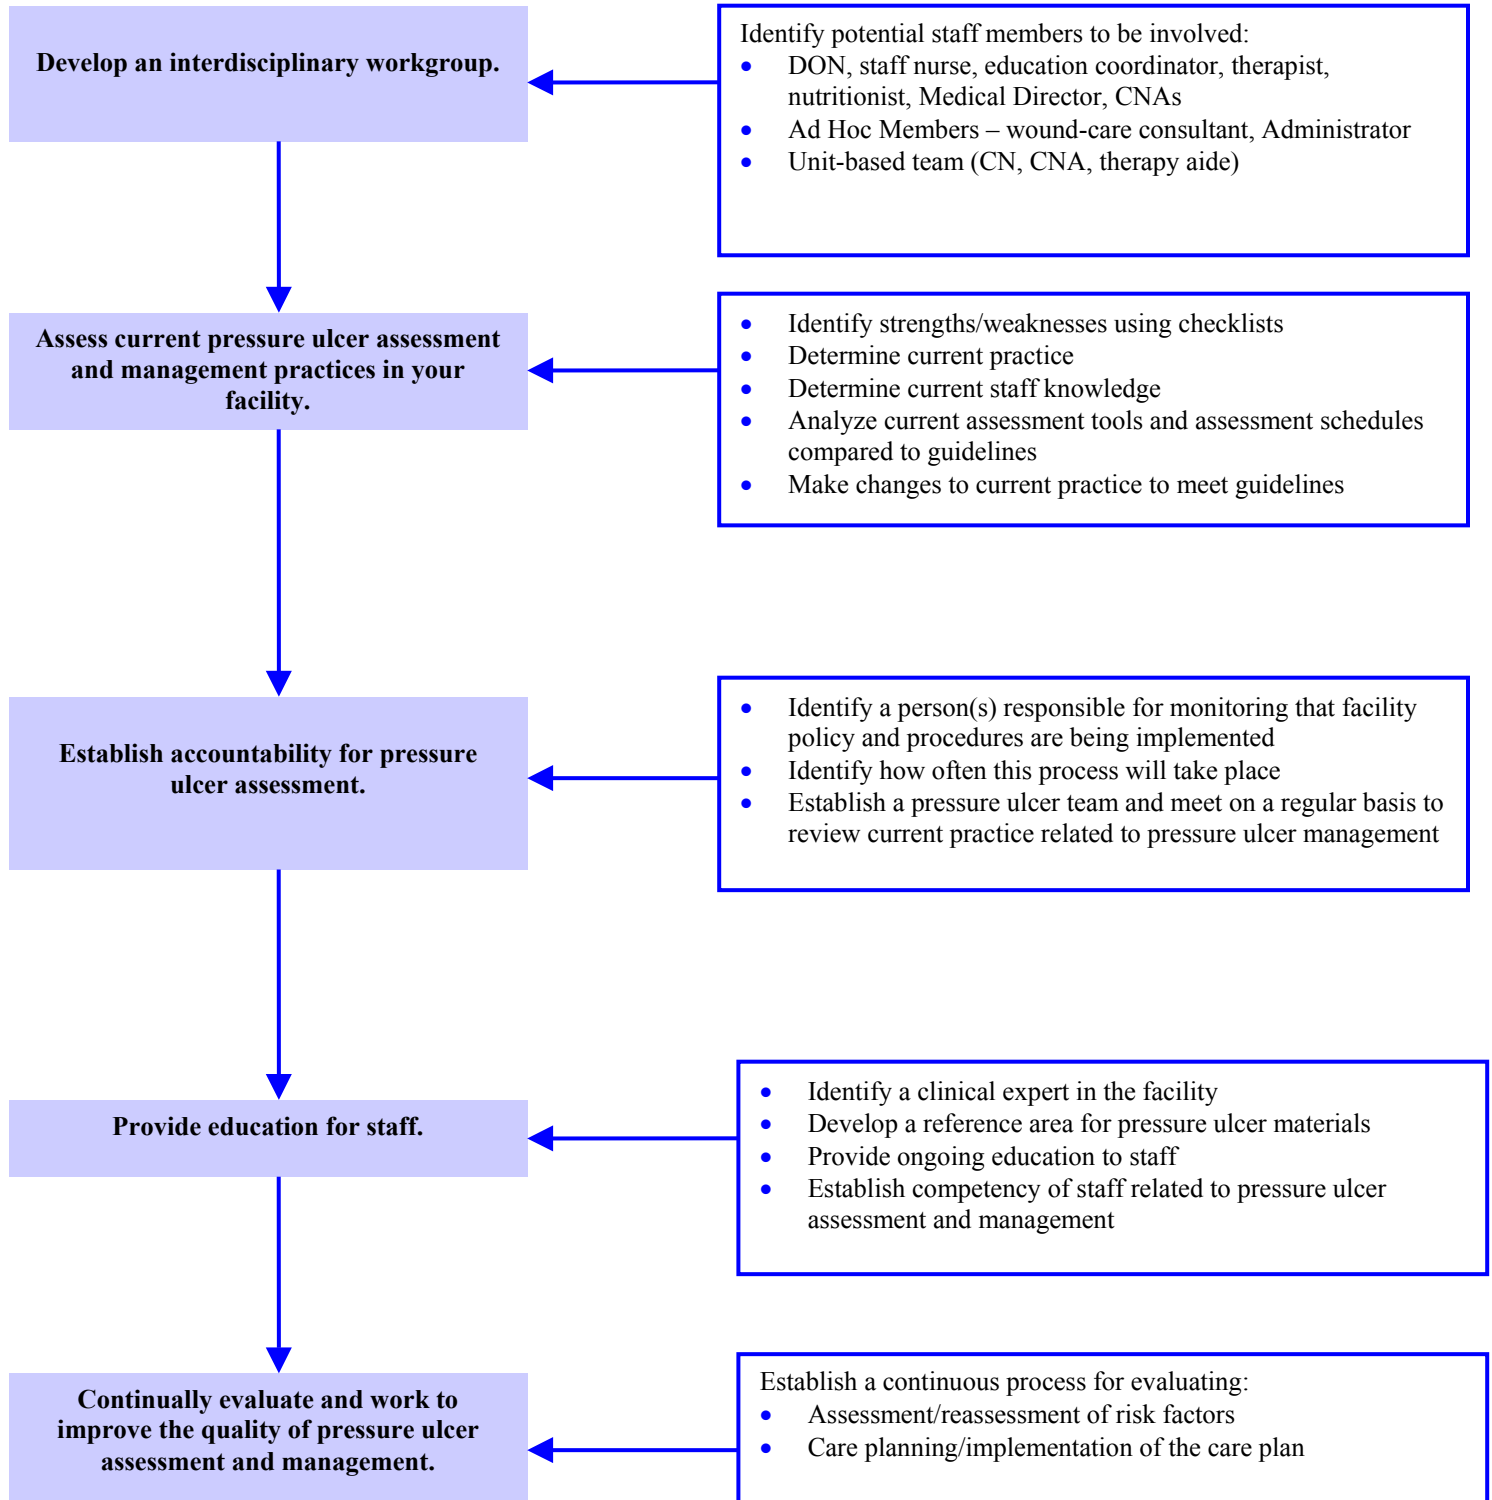 Develop an interdisciplinary workgroup.
Identify potential staff members to be involved:
• DON, staff nurse, education coordinator, therapist,
nutritionist, Medical Director, CNAs
• Ad Hoc Members – wound-care consultant, Administrator
• Unit-based team (CN, CNA, therapy aide)
Assess current pressure ulcer assessment
and management practices in your
facility.
• Identify strengths/weaknesses using checklists
• Determine current practice
• Determine current staff knowledge
• Analyze current assessment tools and assessment schedules
compared to guidelines
• Make changes to current practice to meet guidelines
Establish accountability for pressure
ulcer assessment.
• Identify a person(s) responsible for monitoring that facility
policy and procedures are being implemented
• Identify how often this process will take place
• Establish a pressure ulcer team and meet on a regular basis to
review current practice related to pressure ulcer management
Provide education for staff.
• Identify a clinical expert in the facility
• Develop a reference area for pressure ulcer materials
• Provide ongoing education to staff
• Establish competency of staff related to pressure ulcer
assessment and management
Continually evaluate and work to
improve the quality of pressure ulcer
assessment and management.
Establish a continuous process for evaluating:
• Assessment/reassessment of risk factors
• Care planning/implementation of the care plan